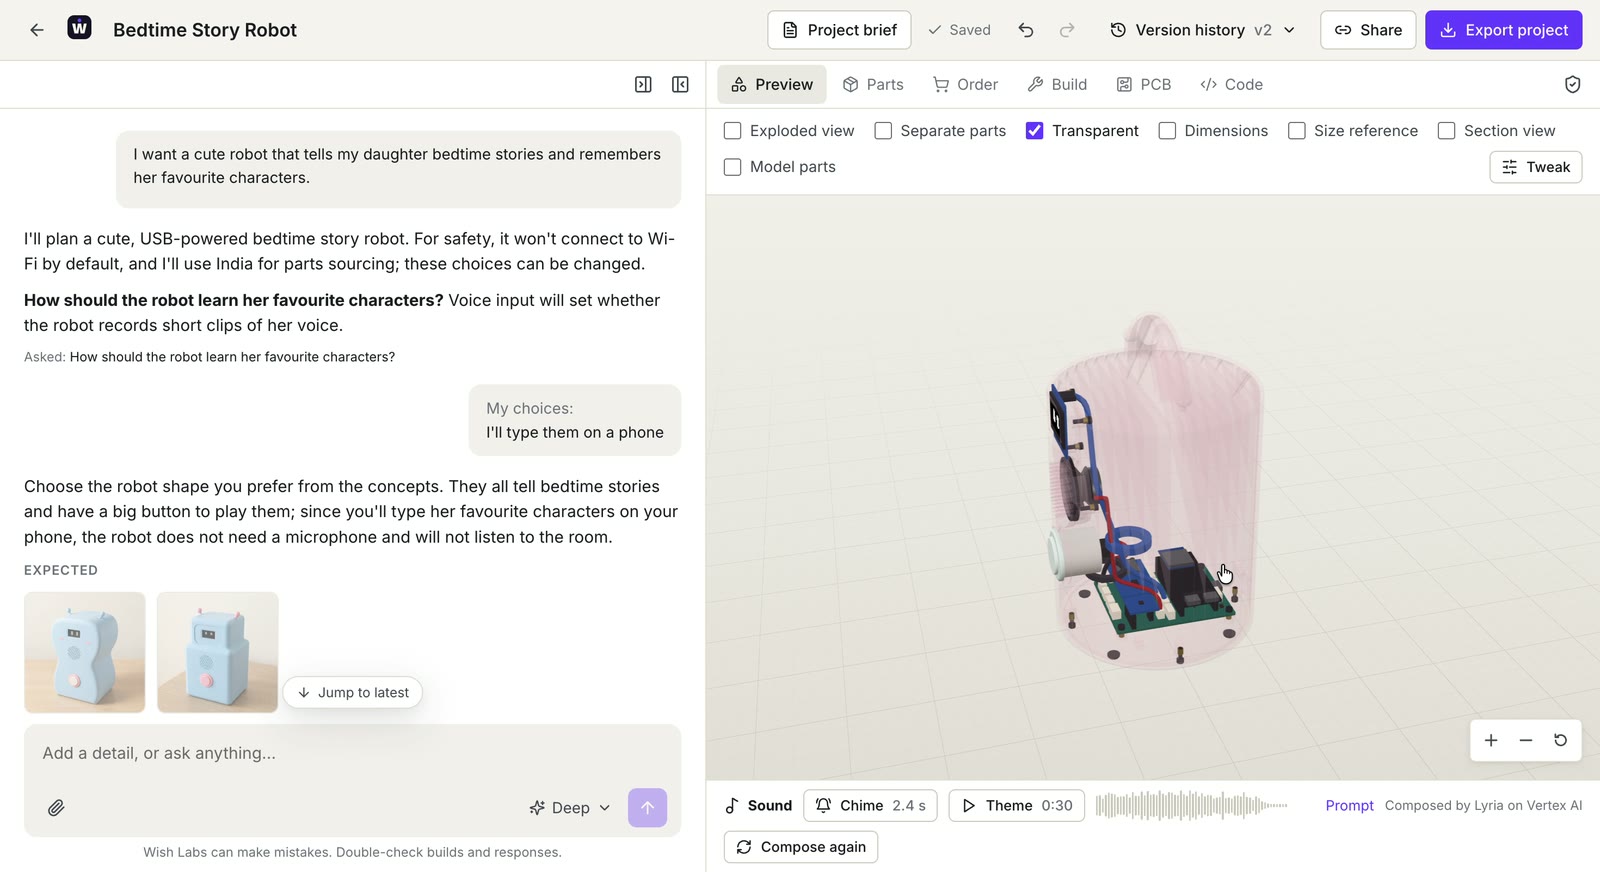 W
Bedtime Story Robot
Project brief
Saved
Version history v2
Share
Export project
Preview
Parts
Order
Build
PCB
Code
Exploded view
Separate parts
Transparent
Dimensions
Size reference
Section view
Model parts
Tweak
I want a cute robot that tells my daughter bedtime stories and remembers
her favourite characters.
I'll plan a cute, USB-powered bedtime story robot. For safety, it won't connect to Wi-
Fi by default, and I'll use India for parts sourcing; these choices can be changed.
How should the robot learn her favourite characters? Voice input will set whether
the robot records short clips of her voice.
Asked: How should the robot learn her favourite characters?
My choices:
I'll type them on a phone
Choose the robot shape you prefer from the concepts. They all tell bedtime stories
and have a big button to play them; since you'll type her favourite characters on your
phone, the robot does not need a microphone and will not listen to the room.
EXPECTED
Jump to latest
Add a detail, or ask anything...
Deep
Wish Labs can make mistakes. Double-check builds and responses.
Sound
Chime 2.4 s
Theme 0:30
Prompt
Composed by Lyria on Vertex AI
Compose again